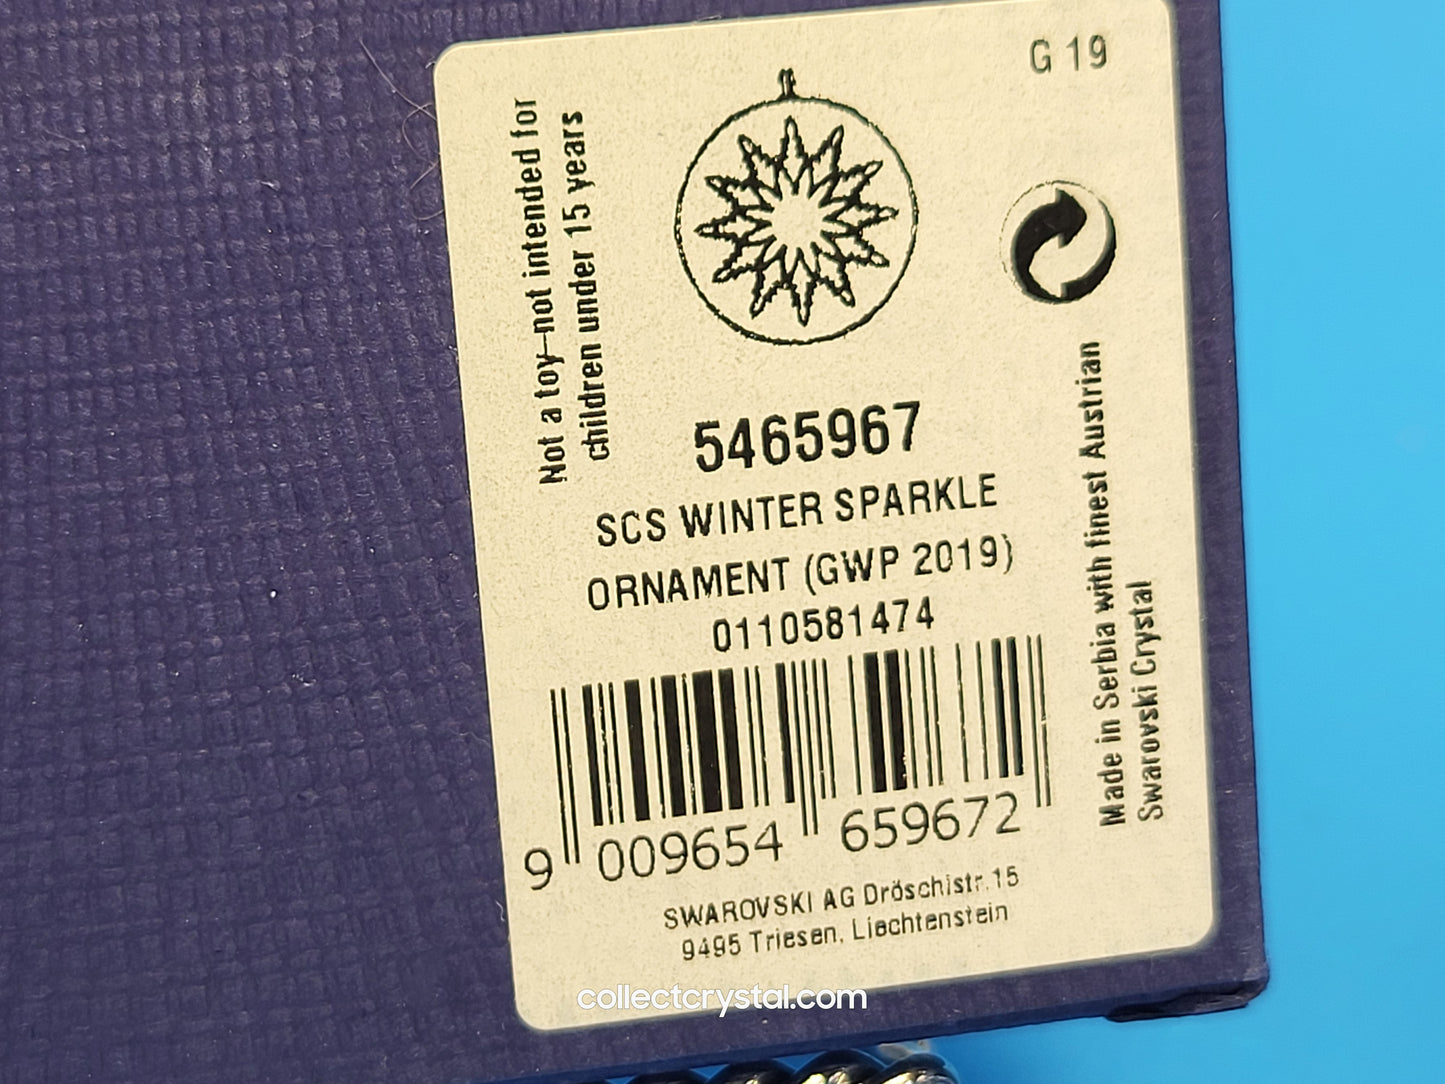 G 19
Not a toy–not intended for
children under 15 years
5465967
SCS WINTER SPARKLE
ORNAMENT (GWP 2019)
0110581474
9 009654 659672
Made in Serbia with finest Austrian
Swarovski Crystal
SWAROVSKI AG Dröschistr. 15
9495 Triesen, Liechtenstein
collectcrystal.com